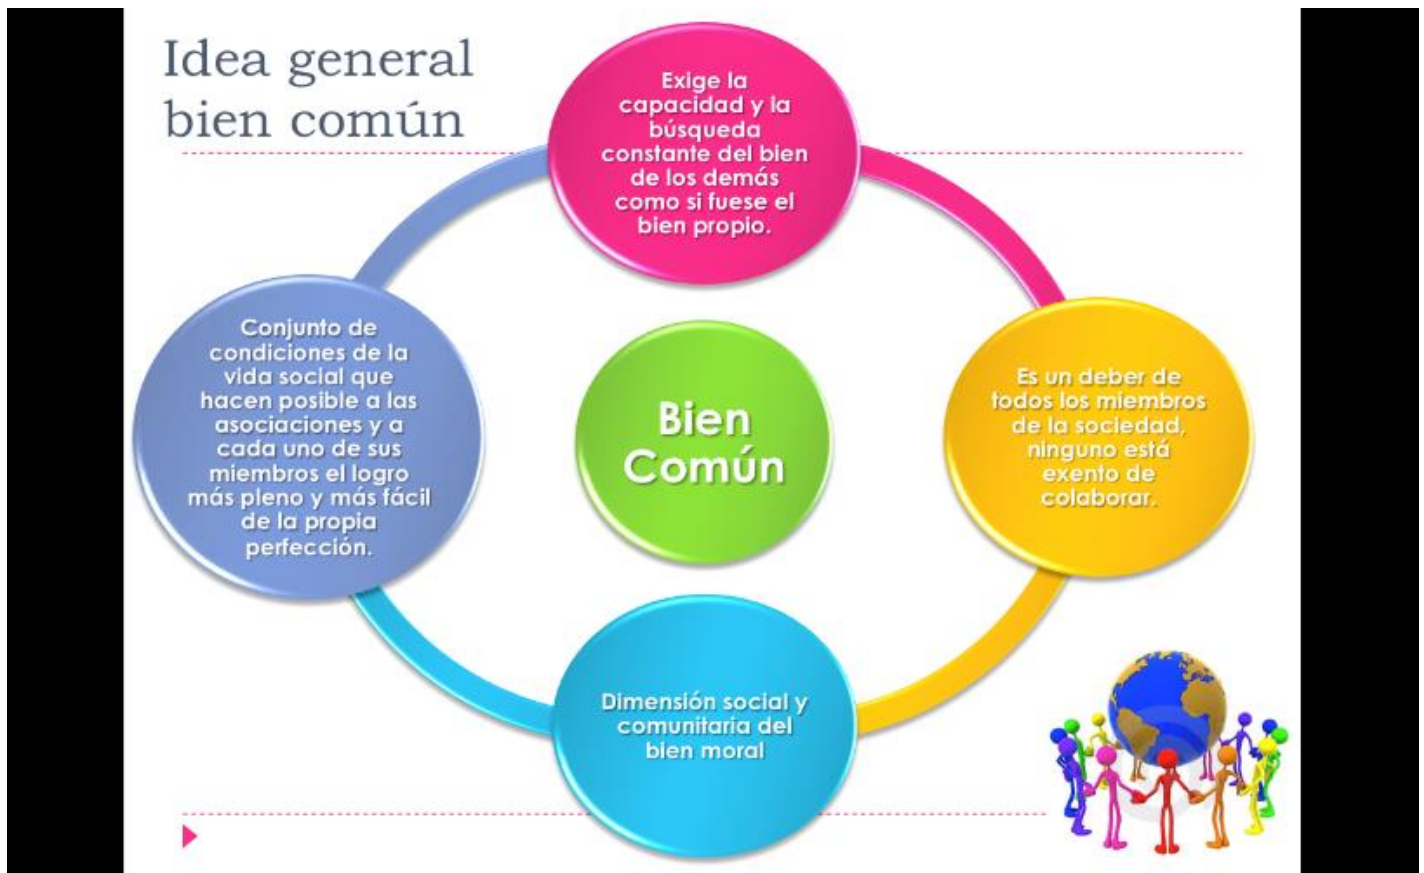 Idea general
bien común
Exige la
capacidad y la
búsqueda
constante del bien
de los demás
como si fuese el
bien propio.
Conjunto de
condiciones de la
vida social que
hacen posible a las
asociaciones y a
cada uno de sus
miembros el logro
más pleno y más fácil
de la propia
perfección.
Bien
Común
Es un deber de
todos los miembros
de la sociedad,
ninguno está
exento de
colaborar.
Dimensión social y
comunitaria del
bien moral